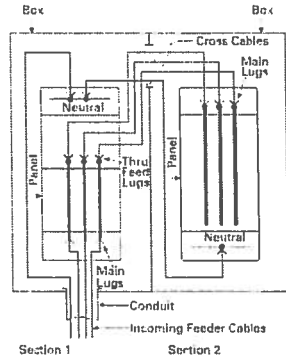 Box
Box
Cross Cables
Main
Lugs
Neutral
Panel
Thru
Feed
Lugs
Panel
Neutral
Main
Lugs
Conduit
Incoming Feeder Cables
Section 1
Section 2